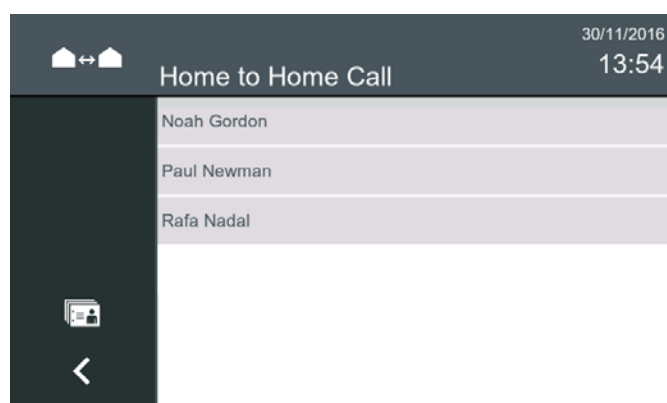 30/11/2016
Home to Home Call
13:54
Noah Gordon
Paul Newman
Rafa Nadal